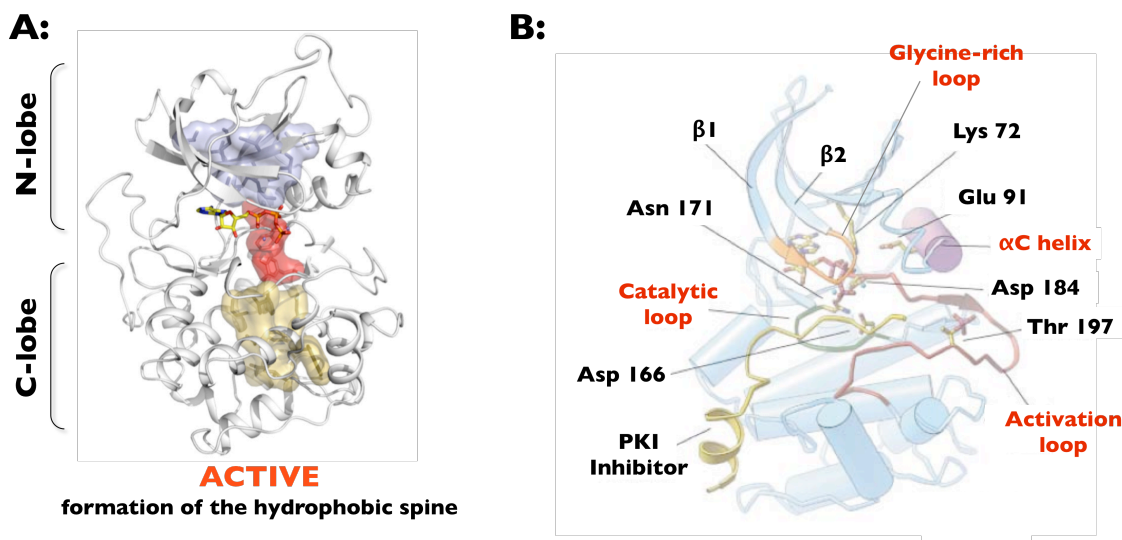 A:
N-lobe
C-lobe
ACTIVE
formation of the hydrophobic spine
B:
Glycine-rich
loop
β1
β2
Lys 72
Asn 171
Glu 91
αC helix
Catalytic
loop
Asp 184
Thr 197
Asp 166
Activation
loop
PKI
Inhibitor